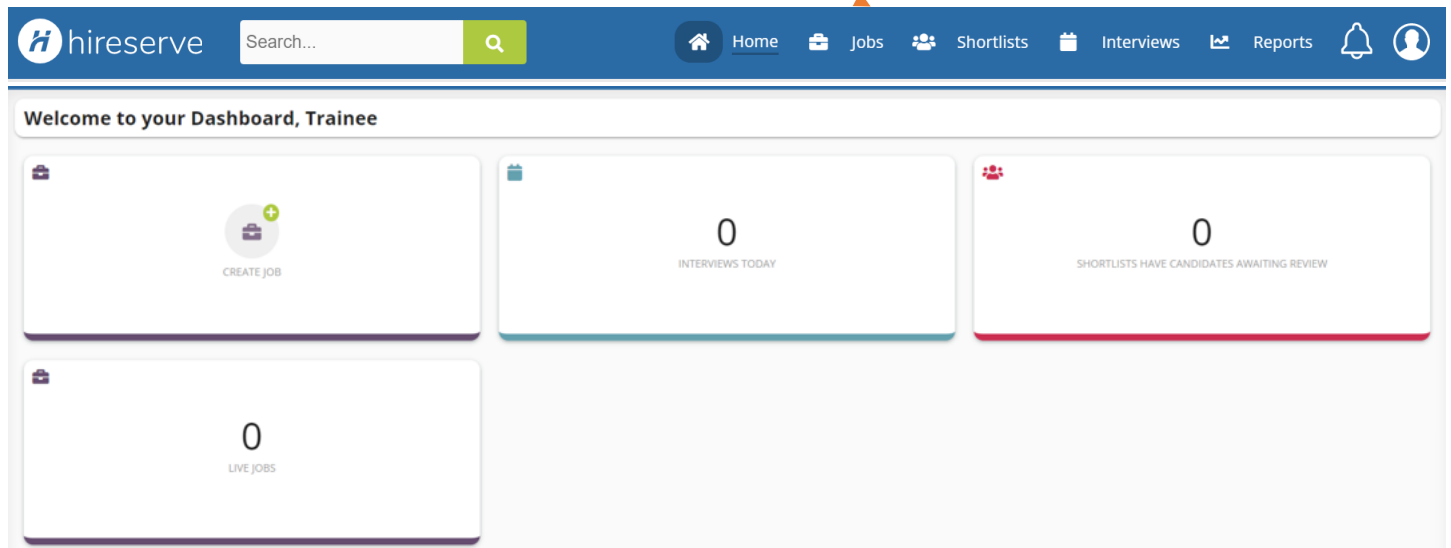 hireserve Search... Home Jobs Shortlists Interviews Reports
Welcome to your Dashboard, Trainee
CREATE JOB
0
INTERVIEWS TODAY
0
SHORTLISTS HAVE CANDIDATES AWAITING REVIEW
0
LIVE JOBS